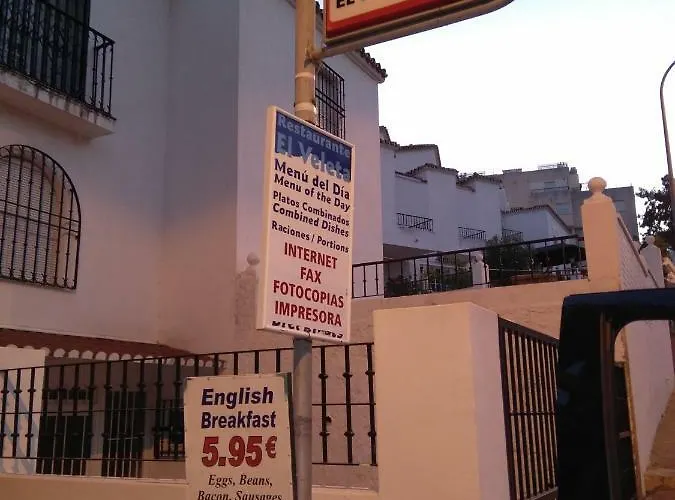 EL
Restaurante
El Veleta
Menú del Día
Menu of the Day
Platos Combinados
Combined Dishes
Raciones / Portions
INTERNET
FAX
FOTOCOPIAS
IMPRESORA
English
Breakfast
5.95€
Eggs, Beans,
Bacon, Sausages